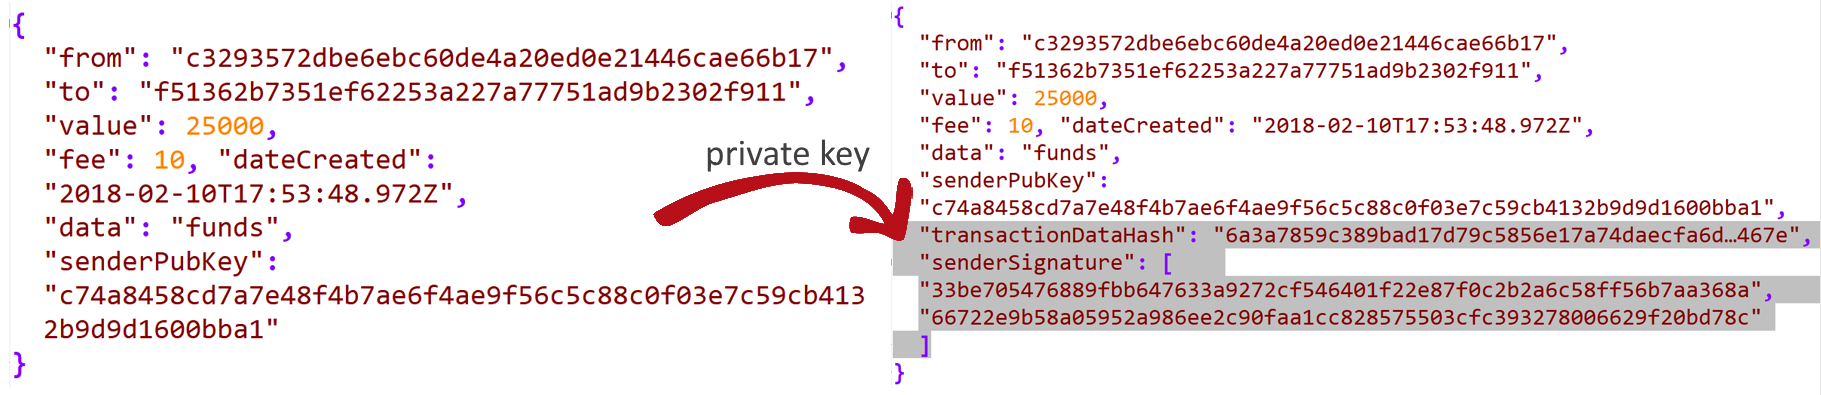 {
"from": "c3293572dbe6ebc60de4a20ed0e21446cae66b17",
"to": "f51362b7351ef62253a227a77751ad9b2302f911",
"value": 25000,
"fee": 10, "dateCreated":
"2018-02-10T17:53:48.972Z",
"data": "funds",
"senderPubKey":
"c74a8458cd7a7e48f4b7ae6f4ae9f56c5c88c0f03e7c59cb413
2b9d9d1600bba1"
}
private key
{
"from": "c3293572dbe6ebc60de4a20ed0e21446cae66b17",
"to": "f51362b7351ef62253a227a77751ad9b2302f911",
"value": 25000,
"fee": 10, "dateCreated": "2018-02-10T17:53:48.972Z",
"data": "funds",
"senderPubKey":
"c74a8458cd7a7e48f4b7ae6f4ae9f56c5c88c0f03e7c59cb4132b9d9d1600bba1",
"transactionDataHash": "6a3a7859c389bad17d79c5856e17a74daecfa6d…467e",
"senderSignature": [
"33be705476889fbb647633a9272cf546401f22e87f0c2b2a6c58ff56b7aa368a",
"66722e9b58a05952a986ee2c90faa1cc828575503cfc393278006629f20bd78c"
]
}